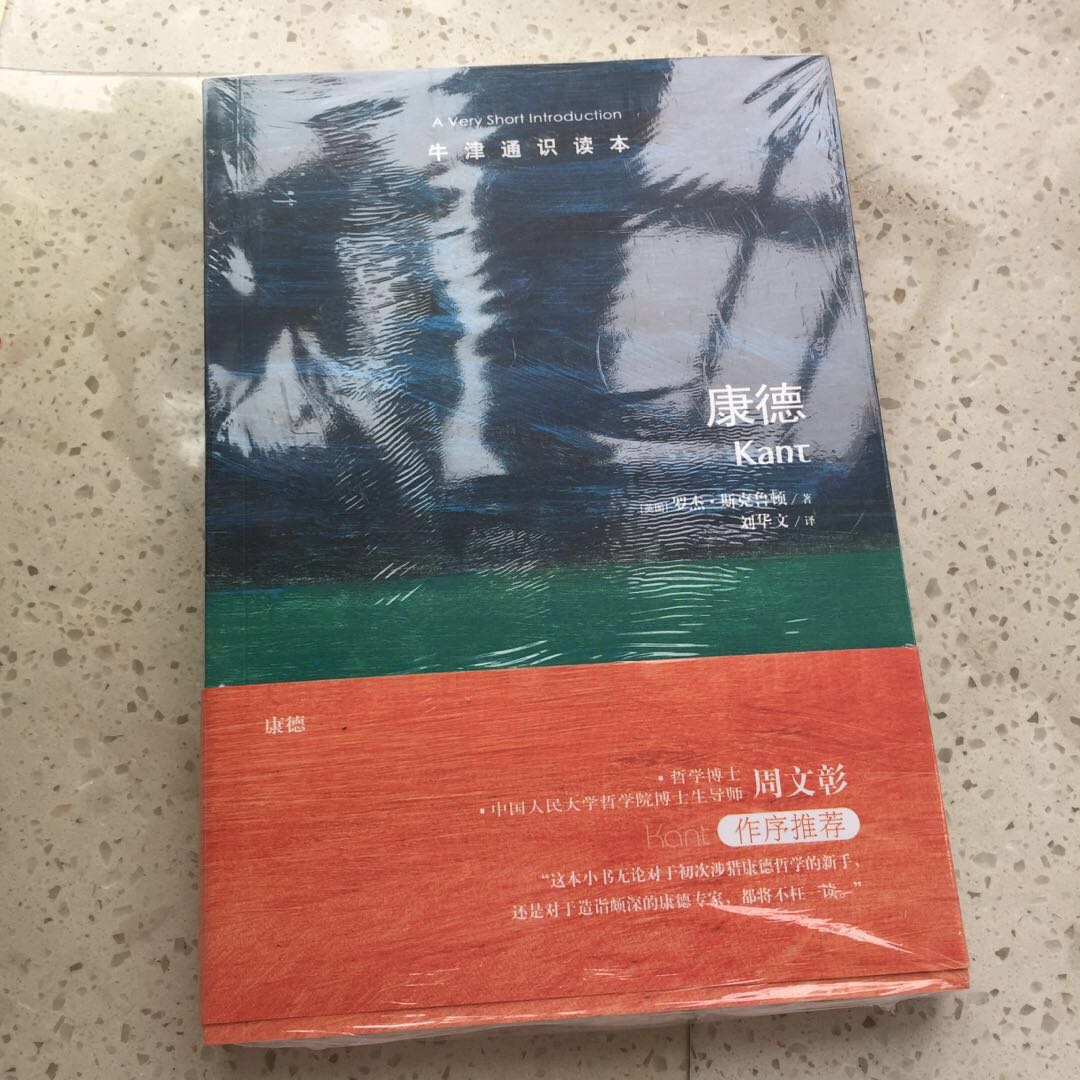 A Very Short Introduction
牛津通识读本
康德
Kant
[英国] 罗杰·斯克鲁顿 / 著
刘华文 / 译
康德
·哲学博士
·中国人民大学哲学院博士生导师 周文彰
Kant 作序推荐
“这本小书无论对于初次涉猎康德哲学的新手，
还是对于造诣颇深的康德专家，都将不枉一读。”